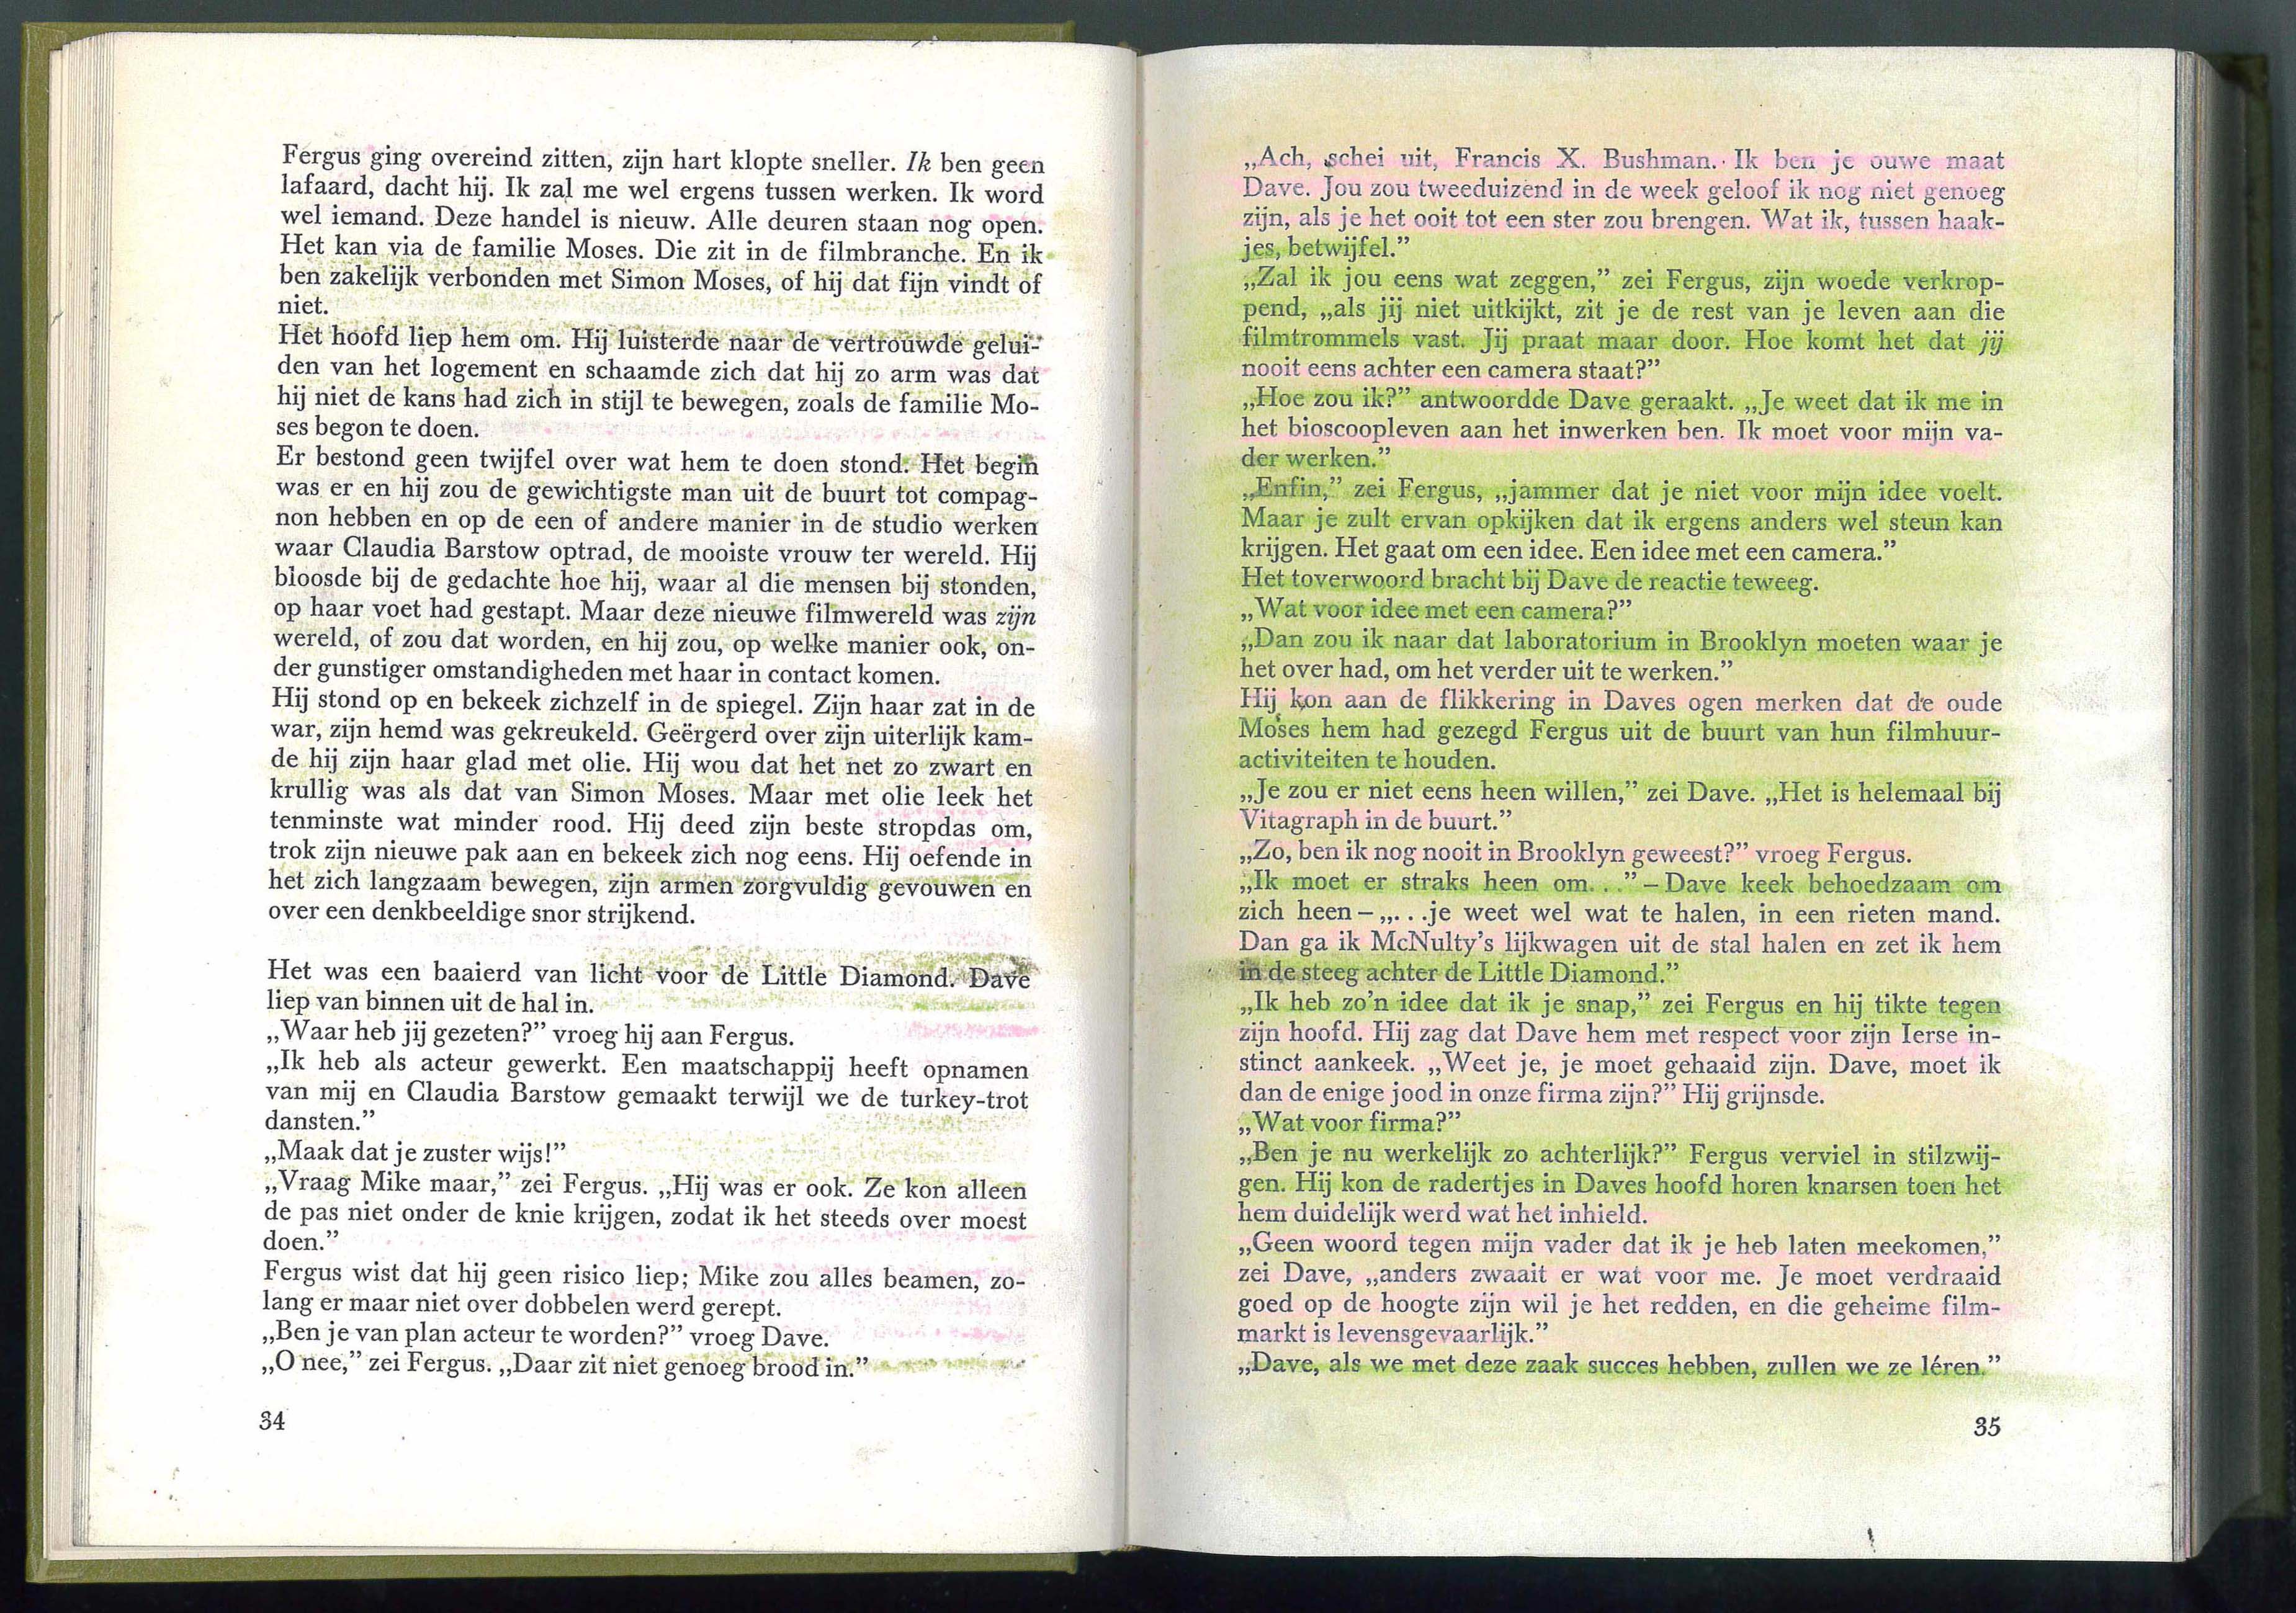 Fergus ging overeind zitten, zijn hart klopte sneller. Ik ben geen
lafaard, dacht hij. Ik zal me wel ergens tussen werken. Ik word
wel iemand. Deze handel is nieuw. Alle deuren staan nog open.
Het kan via de familie Moses. Die zit in de filmbranche. En ik
ben zakelijk verbonden met Simon Moses, of hij dat fijn vindt of
niet.
Het hoofd liep hem om. Hij luisterde naar de vertrouwde gelui-
den van het logement en schaamde zich dat hij zo arm was dat
hij niet de kans had zich in stijl te bewegen, zoals de familie Mo-
ses begon te doen.
Er bestond geen twijfel over wat hem te doen stond. Het begin
was er en hij zou de gewichtigste man uit de buurt tot compag-
non hebben en op de een of andere manier in de studio werken
waar Claudia Barstow optrad, de mooiste vrouw ter wereld. Hij
bloosde bij de gedachte hoe hij, waar al die mensen bij stonden,
op haar voet had gestapt. Maar deze nieuwe filmwereld was zijn
wereld, of zou dat worden, en hij zou, op welke manier ook, on-
der gunstiger omstandigheden met haar in contact komen.
Hij stond op en bekeek zichzelf in de spiegel. Zijn haar zat in de
war, zijn hemd was gekreukeld. Geërgerd over zijn uiterlijk kam-
de hij zijn haar glad met olie. Hij wou dat het net zo zwart en
krullig was als dat van Simon Moses. Maar met olie leek het
tenminste wat minder rood. Hij deed zijn beste stropdas om,
trok zijn nieuwe pak aan en bekeek zich nog eens. Hij oefende in
het zich langzaam bewegen, zijn armen zorgvuldig gevouwen en
over een denkbeeldige snor strijkend.
Het was een baaierd van licht voor de Little Diamond. Dave
liep van binnen uit de hal in.
„Waar heb jij gezeten?” vroeg hij aan Fergus.
„Ik heb als acteur gewerkt. Een maatschappij heeft opnamen
van mij en Claudia Barstow gemaakt terwijl we de turkey-trot
dansten.”
„Maak dat je zuster wijs!”
„Vraag Mike maar,” zei Fergus. „Hij was er ook. Ze kon alleen
de pas niet onder de knie krijgen, zodat ik het steeds over moest
doen.”
Fergus wist dat hij geen risico liep; Mike zou alles beamen, zo-
lang er maar niet over dobbelen werd gerept.
„Ben je van plan acteur te worden?” vroeg Dave.
„O nee,” zei Fergus. „Daar zit niet genoeg brood in.”
34
„Ach, schei uit, Francis X. Bushman. Ik ben je ouwe maat
Dave. Jou zou tweeduizend in de week geloof ik nog niet genoeg
zijn, als je het ooit tot een ster zou brengen. Wat ik, tussen haak-
jes, betwijfel.”
„Zal ik jou eens wat zeggen,” zei Fergus, zijn woede verkrop-
pend, „als jij niet uitkijkt, zit je de rest van je leven aan die
filmtrommels vast. Jij praat maar door. Hoe komt het dat jij
nooit eens achter een camera staat?”
„Hoe zou ik?” antwoordde Dave geraakt. „Je weet dat ik me in
het bioscoopleven aan het inwerken ben. Ik moet voor mijn va-
der werken.”
„Enfin,” zei Fergus, „jammer dat je niet voor mijn idee voelt.
Maar je zult ervan opkijken dat ik ergens anders wel steun kan
krijgen. Het gaat om een idee. Een idee met een camera.”
Het toverwoord bracht bij Dave de reactie teweeg.
„Wat voor idee met een camera?”
„Dan zou ik naar dat laboratorium in Brooklyn moeten waar je
het over had, om het verder uit te werken.”
Hij kon aan de flikkering in Daves ogen merken dat de oude
Moses hem had gezegd Fergus uit de buurt van hun filmhuur-
activiteiten te houden.
„Je zou er niet eens heen willen,” zei Dave. „Het is helemaal bij
Vitagraph in de buurt.”
„Zo, ben ik nog nooit in Brooklyn geweest?” vroeg Fergus.
„Ik moet er straks heen om. . .” – Dave keek behoedzaam om
zich heen – „. . .je weet wel wat te halen, in een rieten mand.
Dan ga ik McNulty’s lijkwagen uit de stal halen en zet ik hem
in de steeg achter de Little Diamond.”
„Ik heb zo’n idee dat ik je snap,” zei Fergus en hij tikte tegen
zijn hoofd. Hij zag dat Dave hem met respect voor zijn Ierse in-
stinct aankeek. „Weet je, je moet gehaaid zijn. Dave, moet ik
dan de enige jood in onze firma zijn?” Hij grijnsde.
„Wat voor firma?”
„Ben je nu werkelijk zo achterlijk?” Fergus verviel in stilzwij-
gen. Hij kon de radertjes in Daves hoofd horen knarsen toen het
hem duidelijk werd wat het inhield.
„Geen woord tegen mijn vader dat ik je heb laten meekomen,”
zei Dave, „anders zwaait er wat voor me. Je moet verdraaid
goed op de hoogte zijn wil je het redden, en die geheime film-
markt is levensgevaarlijk.”
„Dave, als we met deze zaak succes hebben, zullen we ze léren.”
35